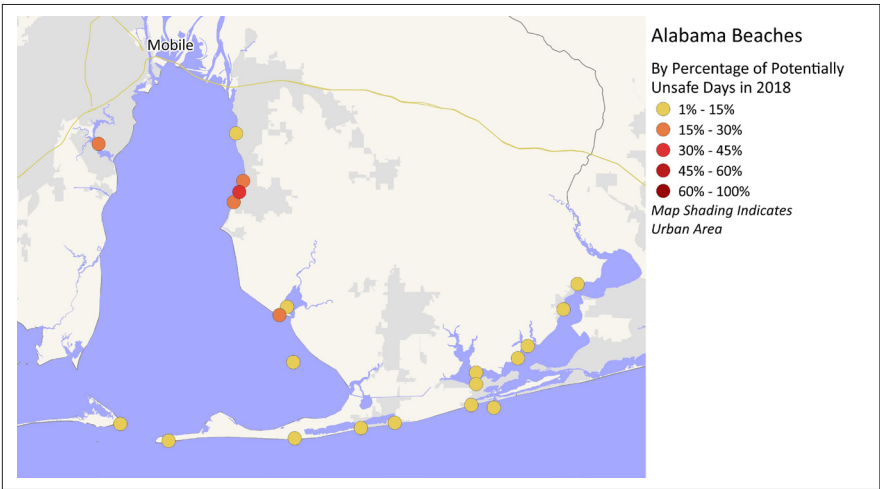 Mobile
Alabama Beaches
By Percentage of Potentially
Unsafe Days in 2018
1% - 15%
15% - 30%
30% - 45%
45% - 60%
60% - 100%
Map Shading Indicates
Urban Area